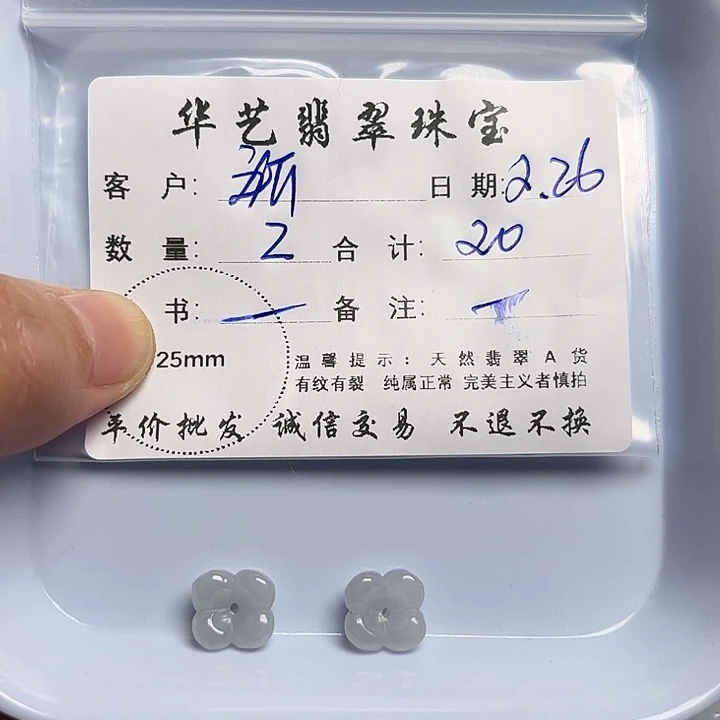 华艺翡翠珠宝
客户: 日期: 2.26
数量: 2 合计: 20
书: 备注:
25mm
温馨提示: 天然翡翠A货
有纹有裂 纯属正常 完美主义者慎拍
单价批发 诚信交易 不退不换